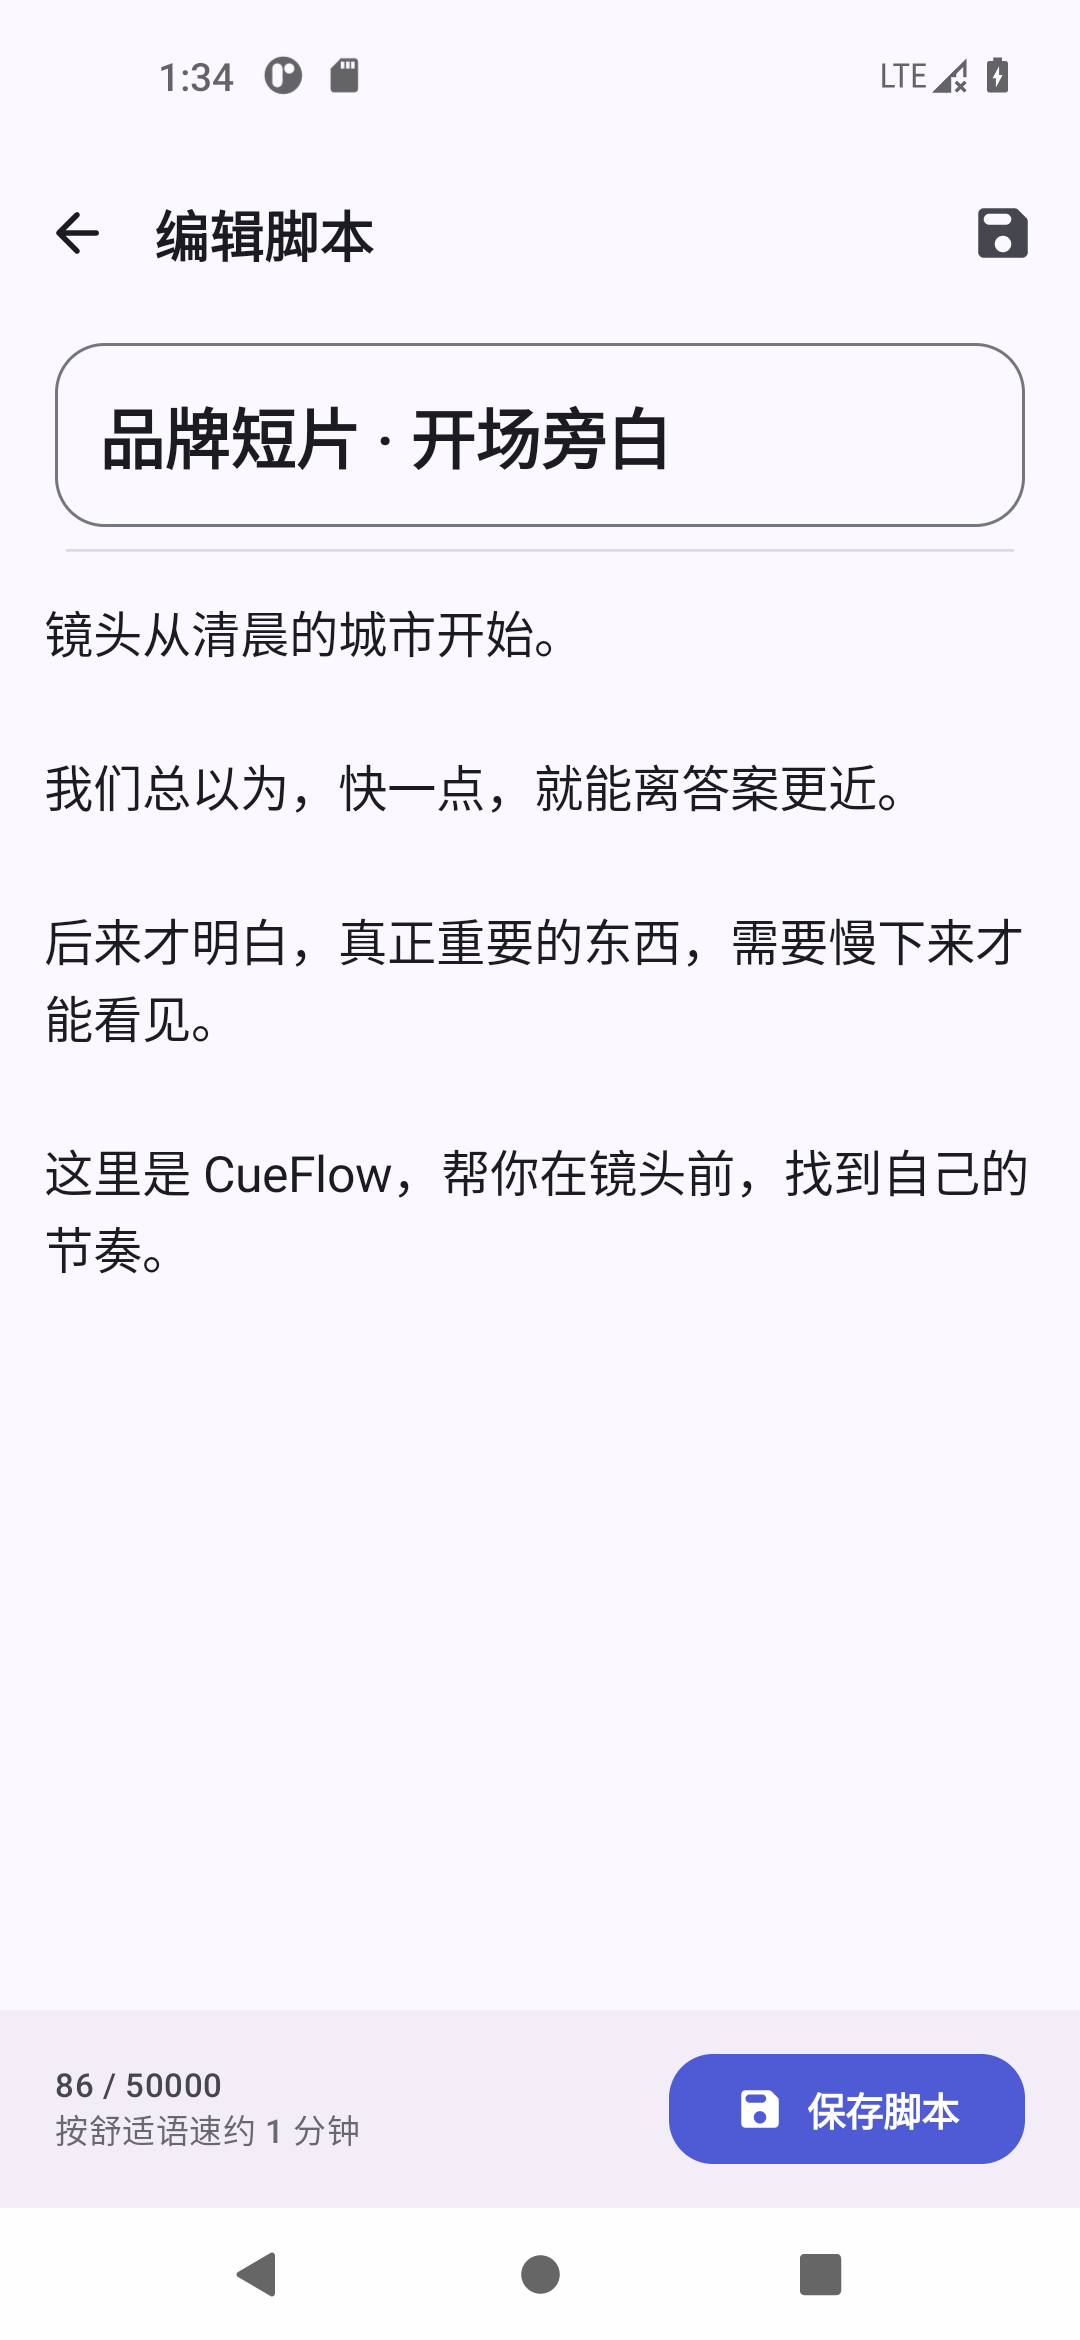 1:34
LTE
编辑脚本
品牌短片 · 开场旁白
镜头从清晨的城市开始。
我们总以为，快一点，就能离答案更近。
后来才明白，真正重要的东西，需要慢下来才
能看见。
这里是 CueFlow，帮你在镜头前，找到自己的
节奏。
86 / 50000
按舒适语速约 1 分钟
保存脚本